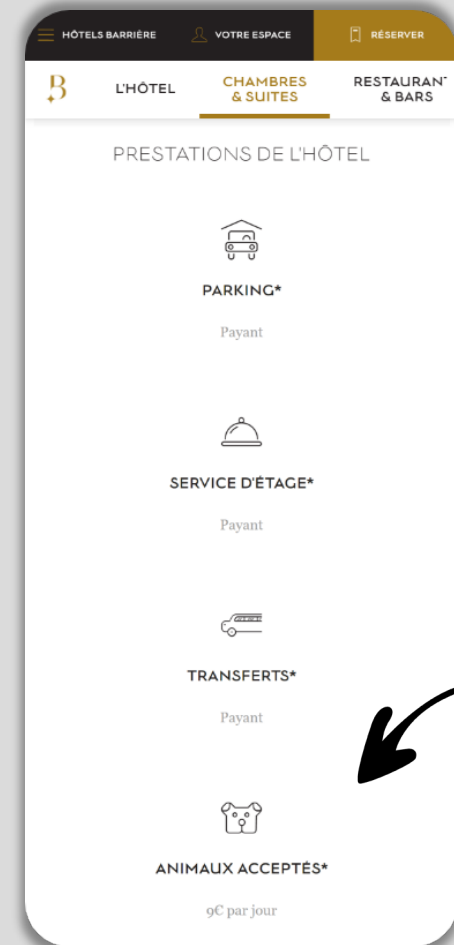 HÔTELS BARRIÈRE
VOTRE ESPACE
RÉSERVER
B
L'HÔTEL
CHAMBRES
& SUITES
RESTAURANT
& BARS
PRESTATIONS DE L'HÔTEL
PARKING*
Payant
SERVICE D'ÉTAGE*
Payant
TRANSFERTS*
Payant
ANIMAUX ACCEPTÉS*
9€ par jour